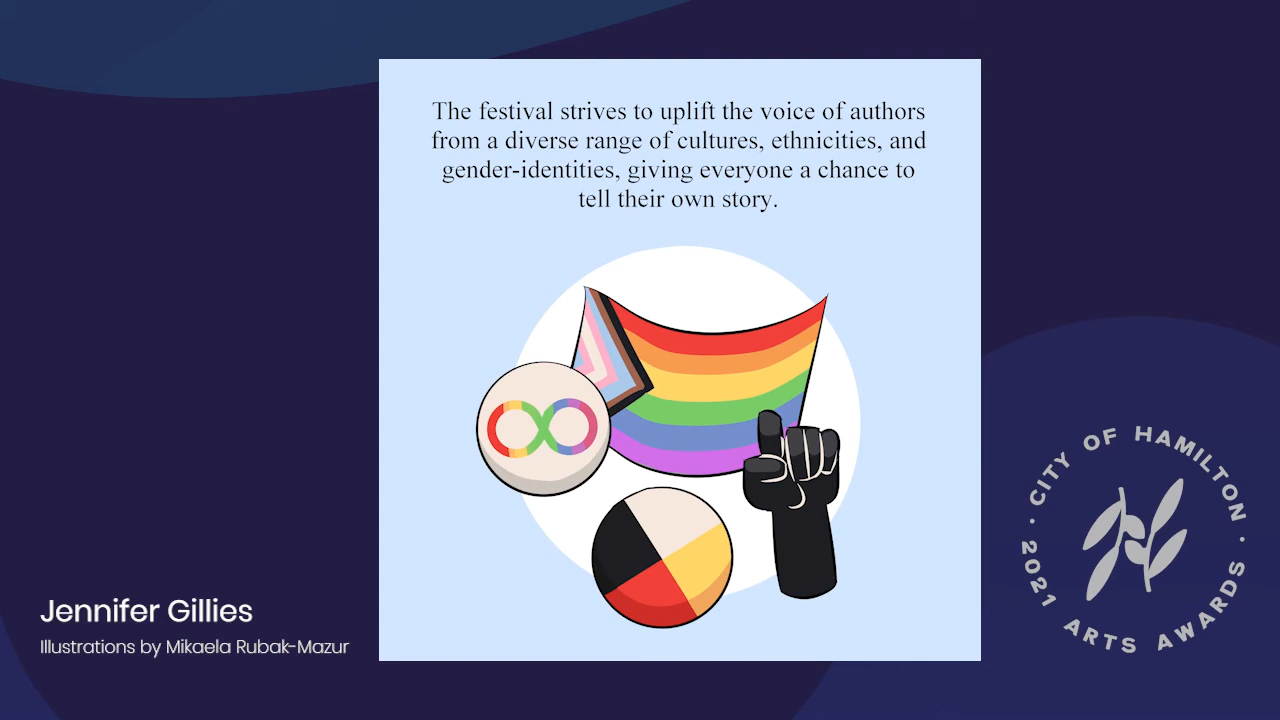 The festival strives to uplift the voice of authors
from a diverse range of cultures, ethnicities, and
gender-identities, giving everyone a chance to
tell their own story.
Jennifer Gillies
Illustrations by Mikaela Rubak-Mazur
· CITY OF HAMILTON ·
2021 ARTS AWARDS